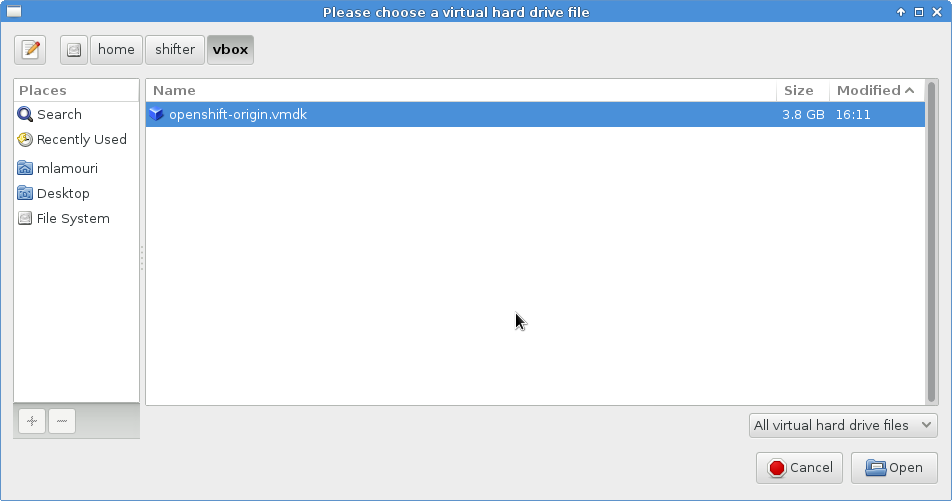 Please choose a virtual hard drive file
home shifter vbox
Places
Search
Recently Used
mlamouri
Desktop
File System
Name Size Modified
openshift-origin.vmdk 3.8 GB 16:11
All virtual hard drive files
Cancel Open